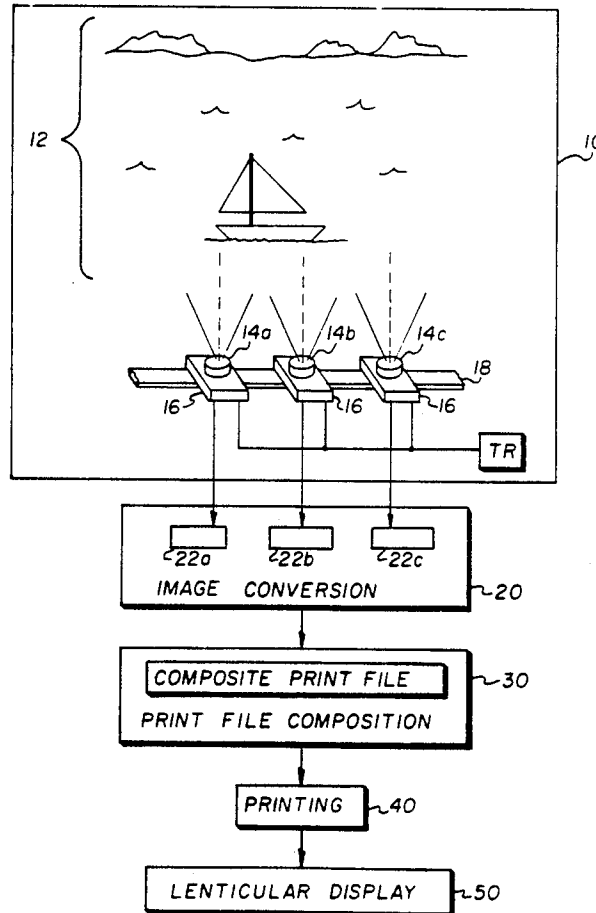 12
10
14a 14b 14c
18
16 16 16
TR
22a 22b 22c
IMAGE CONVERSION
20
COMPOSITE PRINT FILE
30
PRINT FILE COMPOSITION
PRINTING
40
LENTICULAR DISPLAY
50